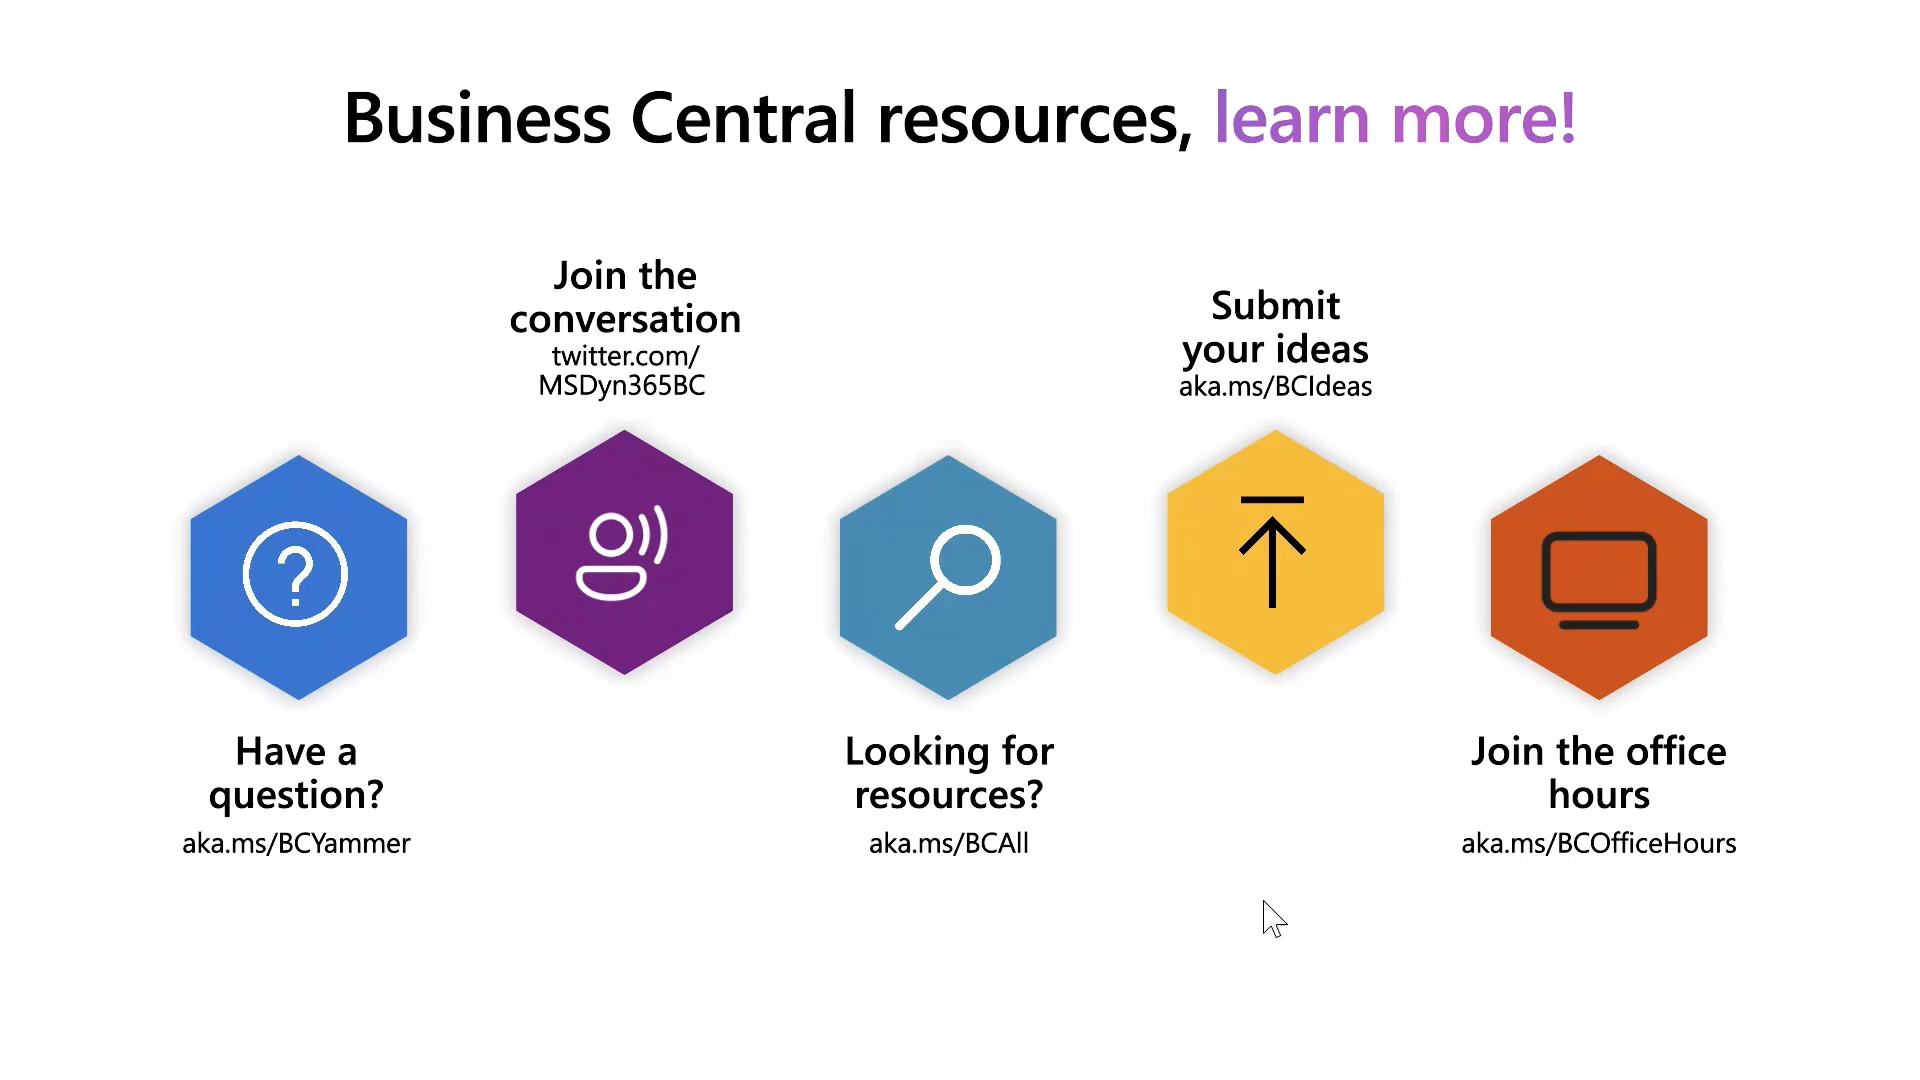 Business Central resources, learn more!
Join the
conversation
twitter.com/
MSDyn365BC
Submit
your ideas
aka.ms/BCIdeas
Have a
question?
aka.ms/BCYammer
Looking for
resources?
aka.ms/BCAll
Join the office
hours
aka.ms/BCOfficeHours